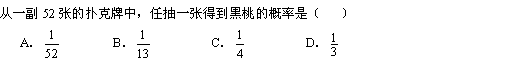 从一副 52 张的扑克牌中，任抽一张得到黑桃的概率是（    ）
A. 1/52    B. 1/13    C. 1/4    D. 1/3